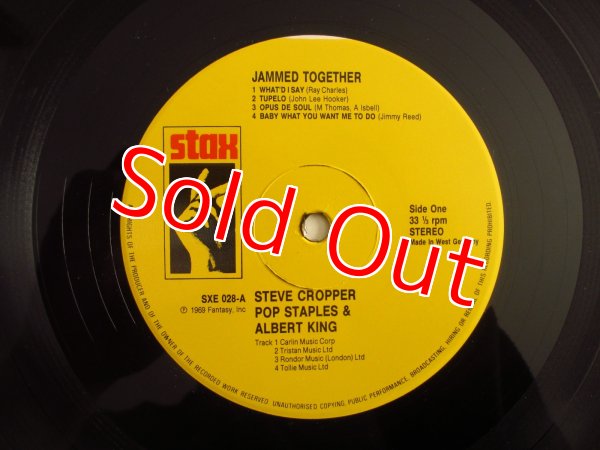 JAMMED TOGETHER
1 WHAT'D I SAY (Ray Charles)
2 TUPELO (John Lee Hooker)
3 OPUS DE SOUL (M Thomas, A Isbell)
4 BABY WHAT YOU WANT ME TO DO (Jimmy Reed)
stax
Sold Out
Side One
33 ⅓ rpm
STEREO
Made in West
SXE 028-A
℗ 1969 Fantasy, Inc
STEVE CROPPER
POP STAPLES &
ALBERT KING
Track 1 Carlin Music Corp
2 Tristan Music Ltd
3 Rondor Music (London) Ltd
4 Tollie Music Ltd
RIGHTS OF THE PRODUCER AND OF THE OWNER OF THE RECORDED WORK RESERVED. UNAUTHORISED COPYING, PUBLIC PERFORMANCE, BROADCASTING, HIRING OR RE OF THIS RECORDING PROHIBITED.